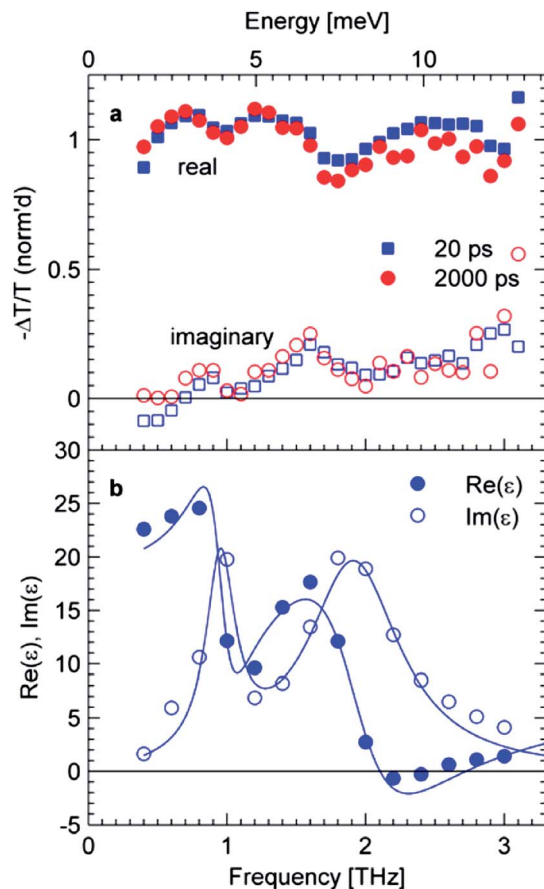 Energy [meV]
0 5 10
a
1
real
20 ps
2000 ps
0.5
imaginary
0
-ΔT/T (norm'd)
30
b
Re(ε)
Im(ε)
25
20
15
10
5
0
-5
Re(ε), Im(ε)
0 1 2 3
Frequency [THz]